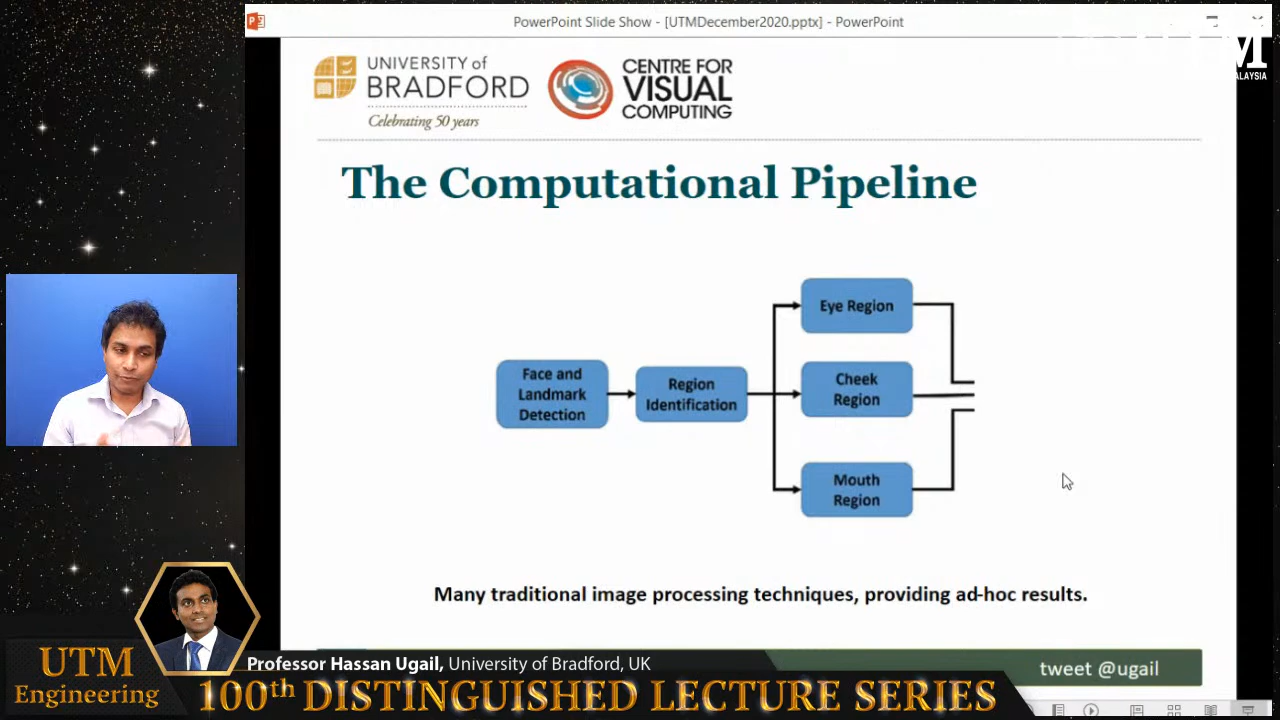 PowerPoint Slide Show - [UTMDecember2020.pptx] - PowerPoint
UNIVERSITY of
BRADFORD
Celebrating 50 years
CENTRE FOR
VISUAL
COMPUTING
ALAYSIA
The Computational Pipeline
Face and
Landmark
Detection
Region
Identification
Eye Region
Cheek
Region
Mouth
Region
Many traditional image processing techniques, providing ad-hoc results.
tweet @ugail
Professor Hassan Ugail, University of Bradford, UK
UTM
Engineering
100th DISTINGUISHED LECTURE SERIES